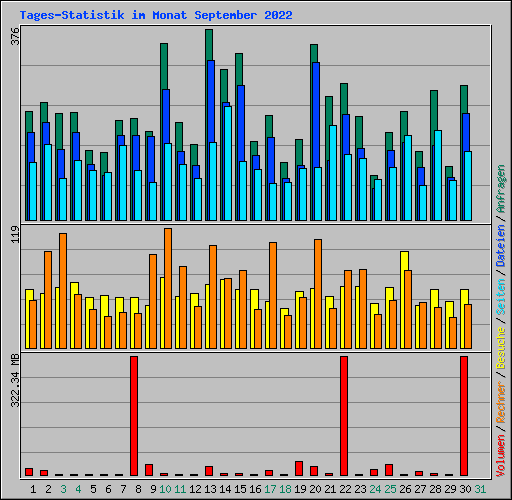 Tages-Statistik im Monat September 2022
376
119
322.34 MB
Volumen / Rechner / Besuche / Seiten / Dateien / Anfragen
1 2 3 4 5 6 7 8 9 10 11 12 13 14 15 16 17 18 19 20 21 22 23 24 25 26 27 28 29 30 31